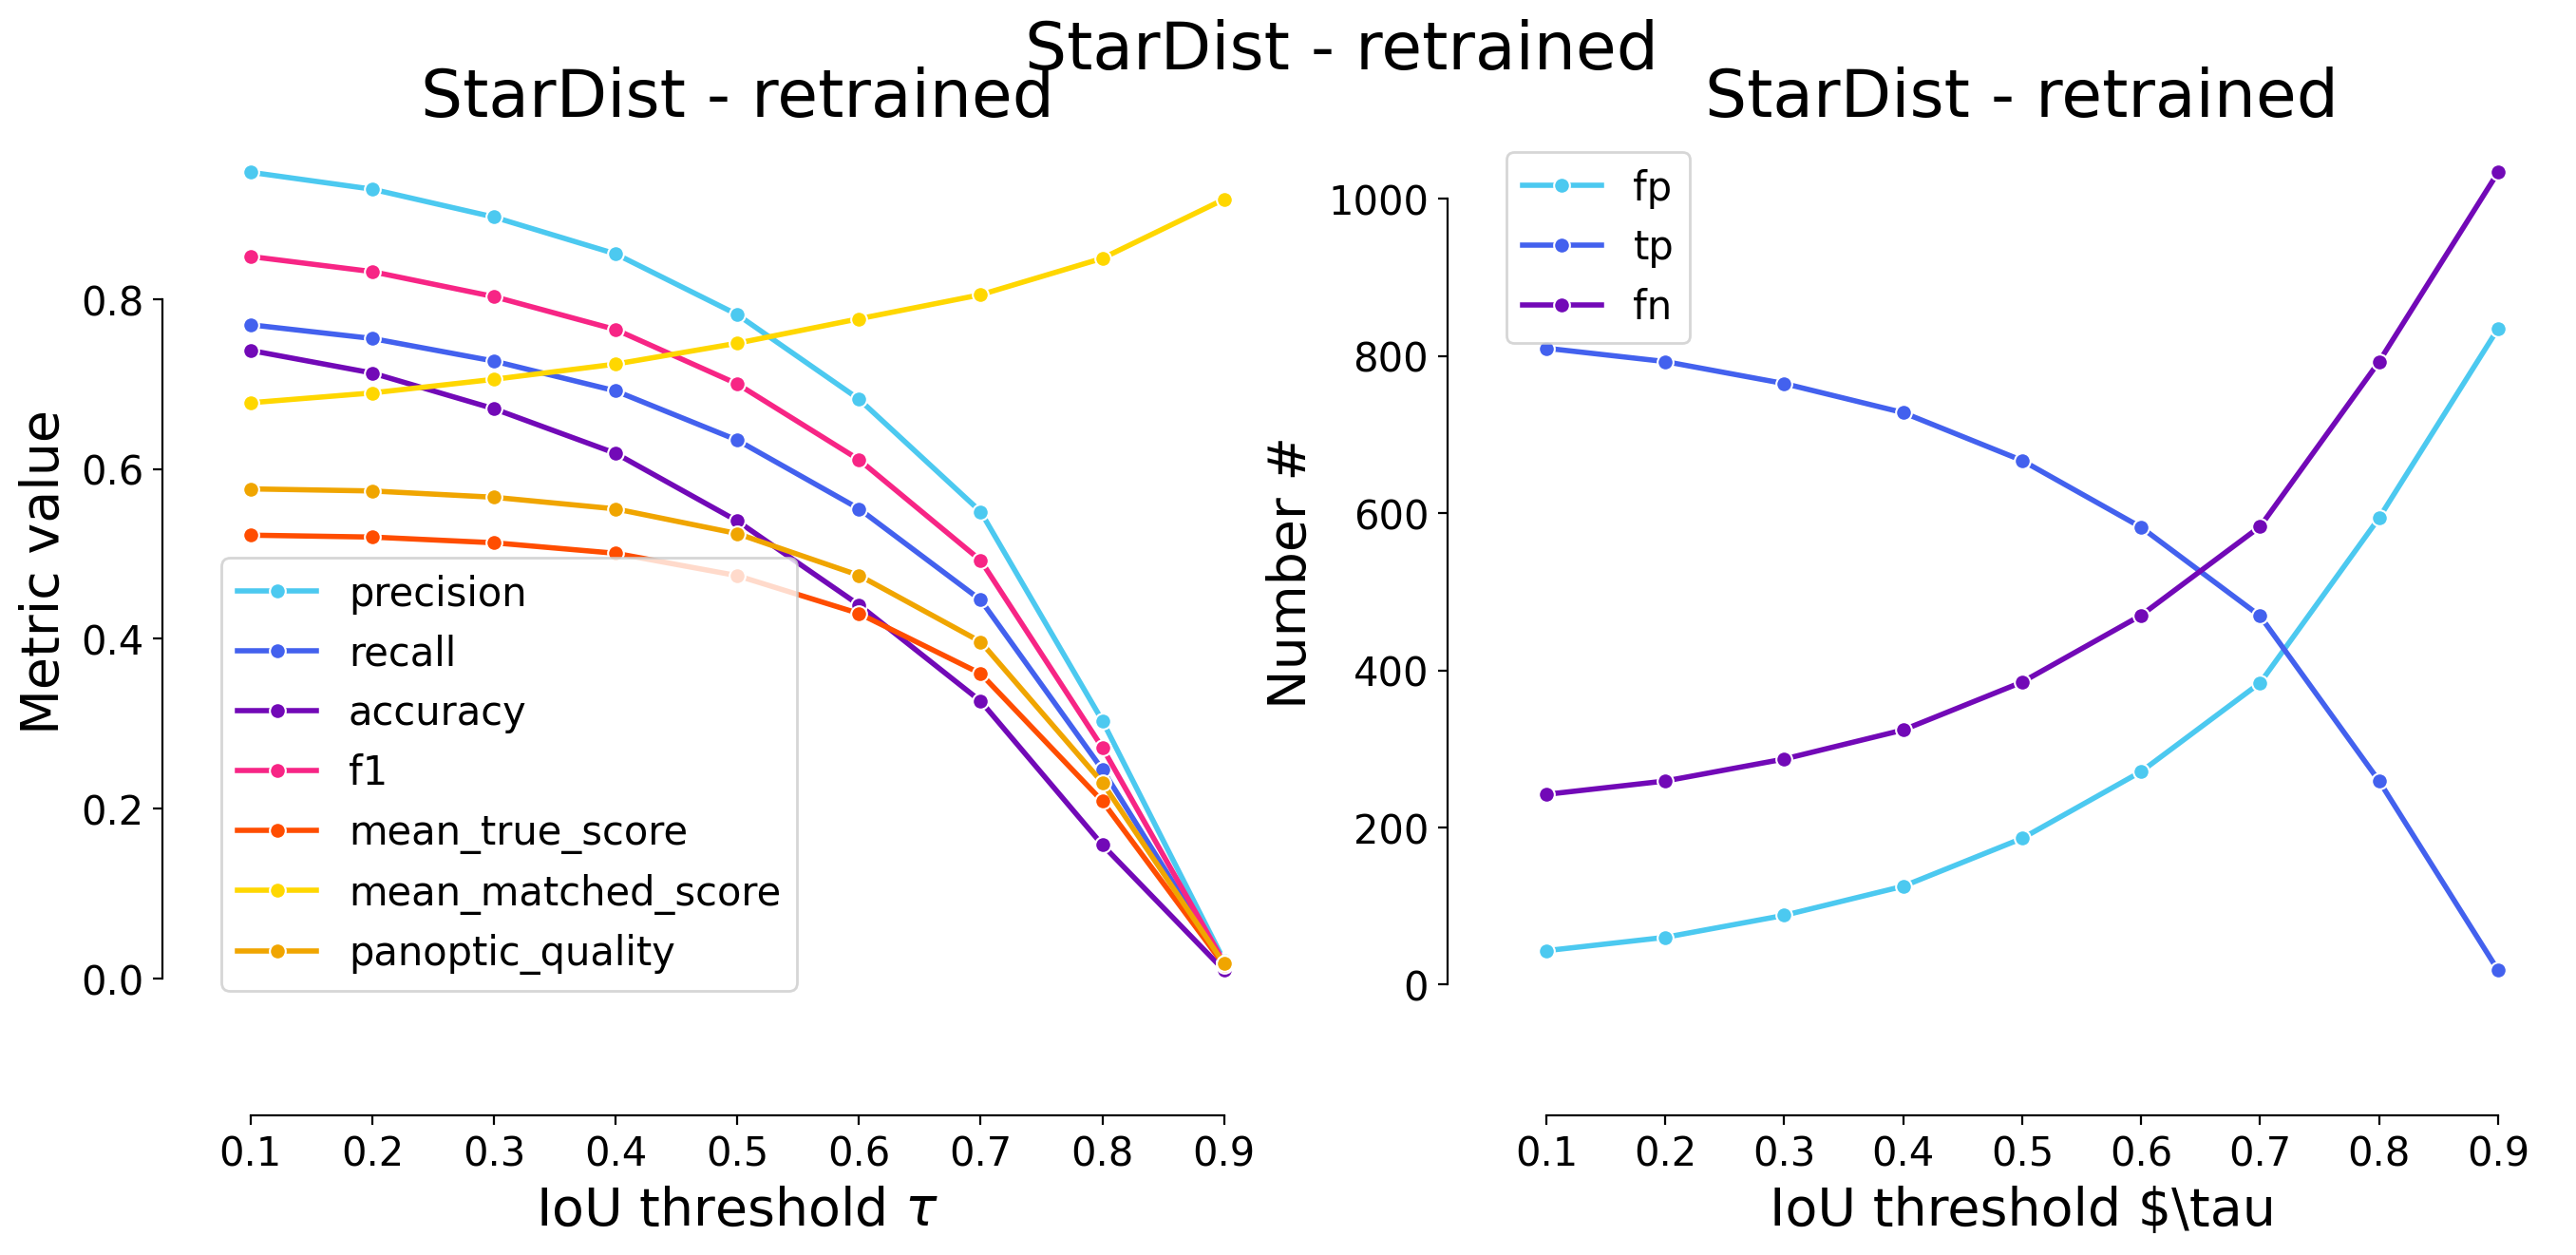 StarDist - retrained
StarDist - retrained
StarDist - retrained
Metric value
0.8
0.6
0.4
0.2
0.0
precision
recall
accuracy
f1
mean_true_score
mean_matched_score
panoptic_quality
0.1 0.2 0.3 0.4 0.5 0.6 0.7 0.8 0.9
IoU threshold τ
Number #
1000
800
600
400
200
0
fp
tp
fn
0.1 0.2 0.3 0.4 0.5 0.6 0.7 0.8 0.9
IoU threshold $\tau